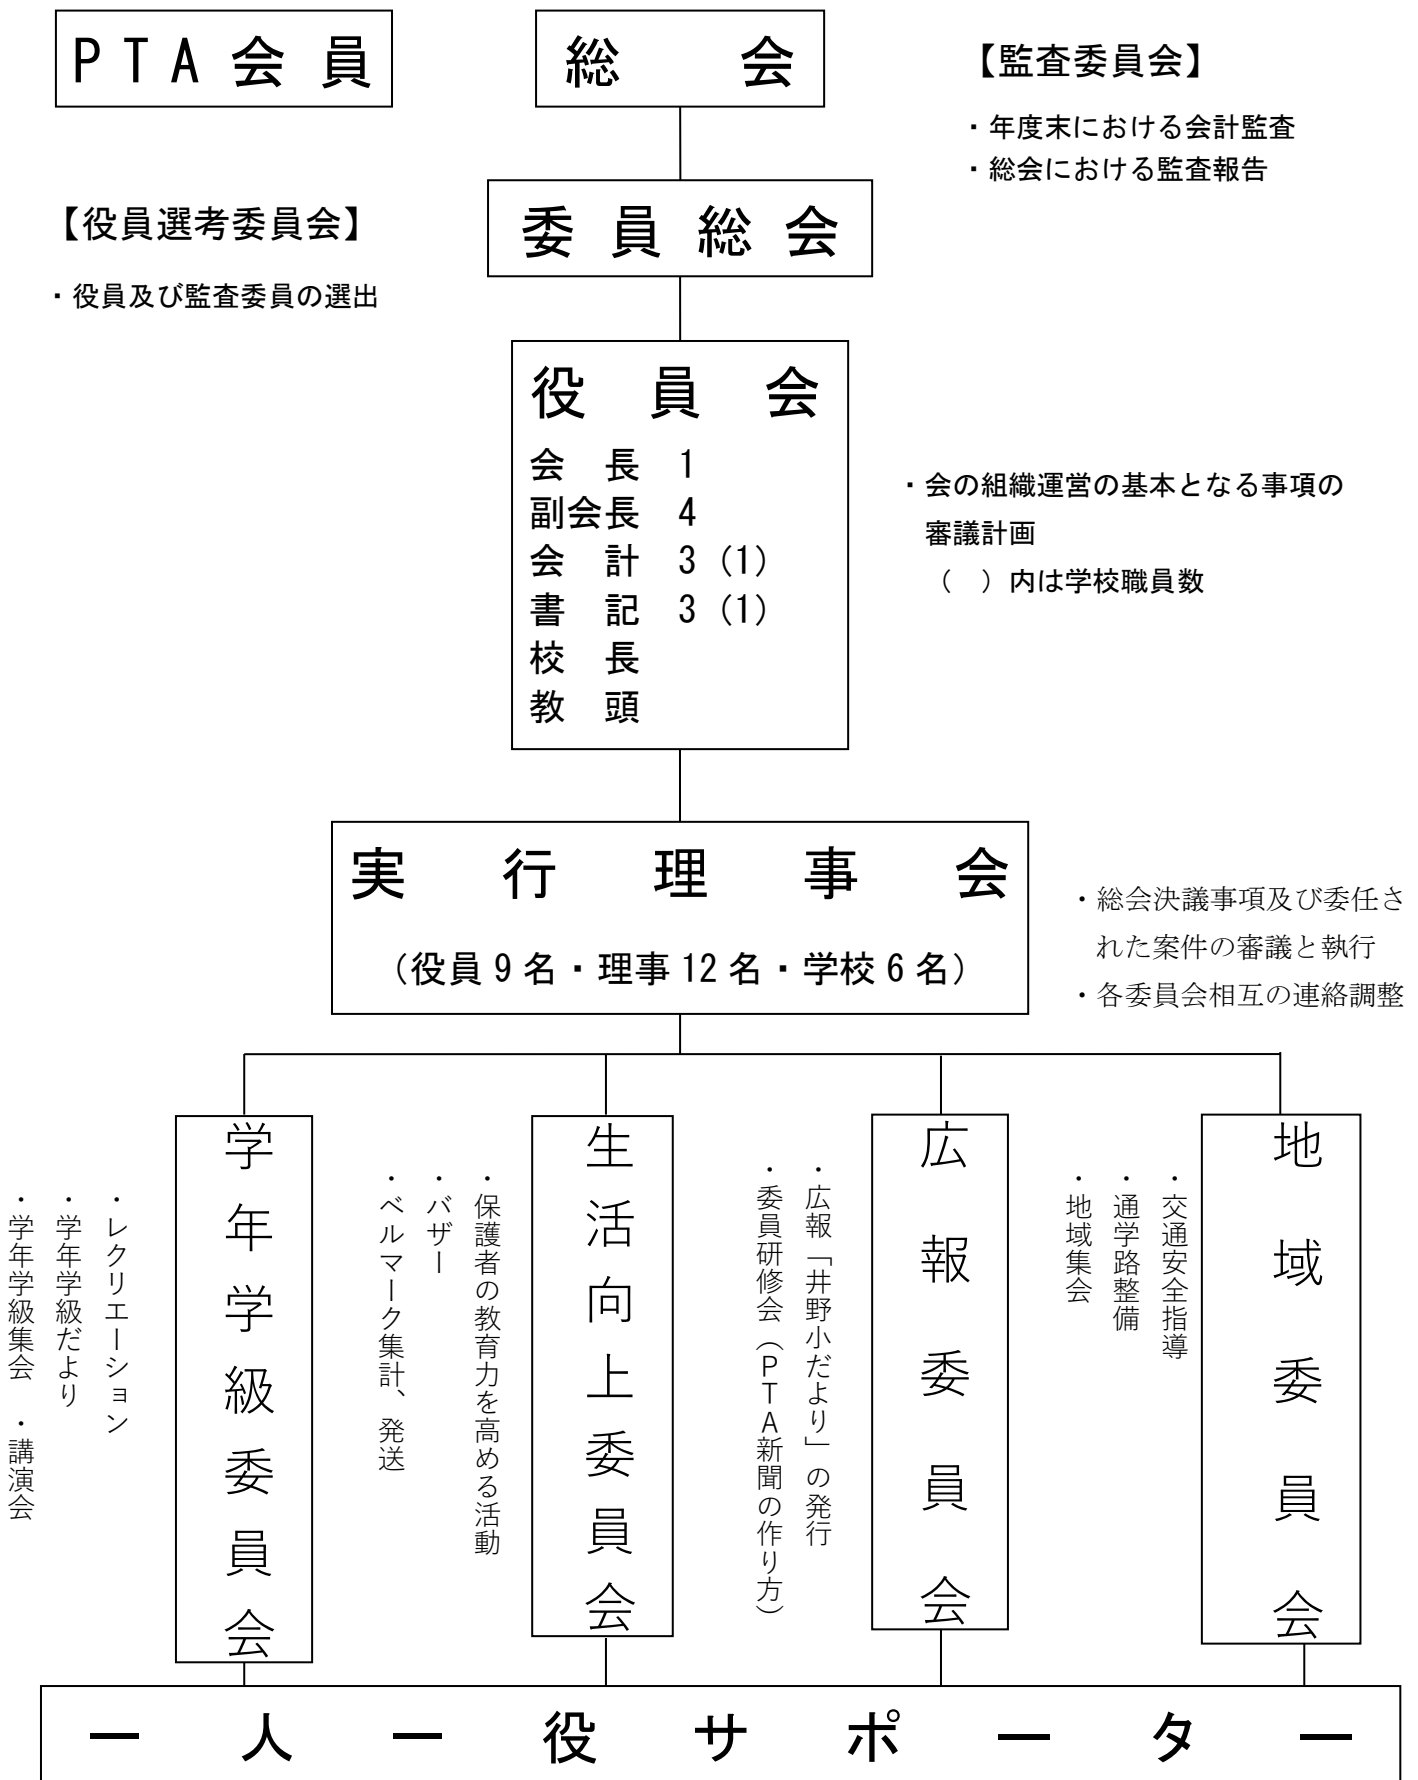 PTA会員
総会
【監査委員会】
・年度末における会計監査
・総会における監査報告
委員総会
【役員選考委員会】
・役員及び監査委員の選出
役員会
会長 1
副会長 4
会計 3(1)
書記 3(1)
校長
教頭
・会の組織運営の基本となる事項の
審議計画
( )内は学校職員数
実行理事会
(役員9名・理事12名・学校6名)
・総会決議事項及び委任さ
れた案件の審議と執行
・各委員会相互の連絡調整
地域委員会
・交通安全指導
・通学路整備
・地域集会
広報委員会
・広報「井野小だより」の発行
・委員研修会(PTA新聞の作り方)
生活向上委員会
・保護者の教育力を高める活動
・バザー
・ベルマーク集計、発送
学年学級委員会
・レクリエーション
・学年学級だより
・学年学級集会 ・講演会
一人一役サポーター